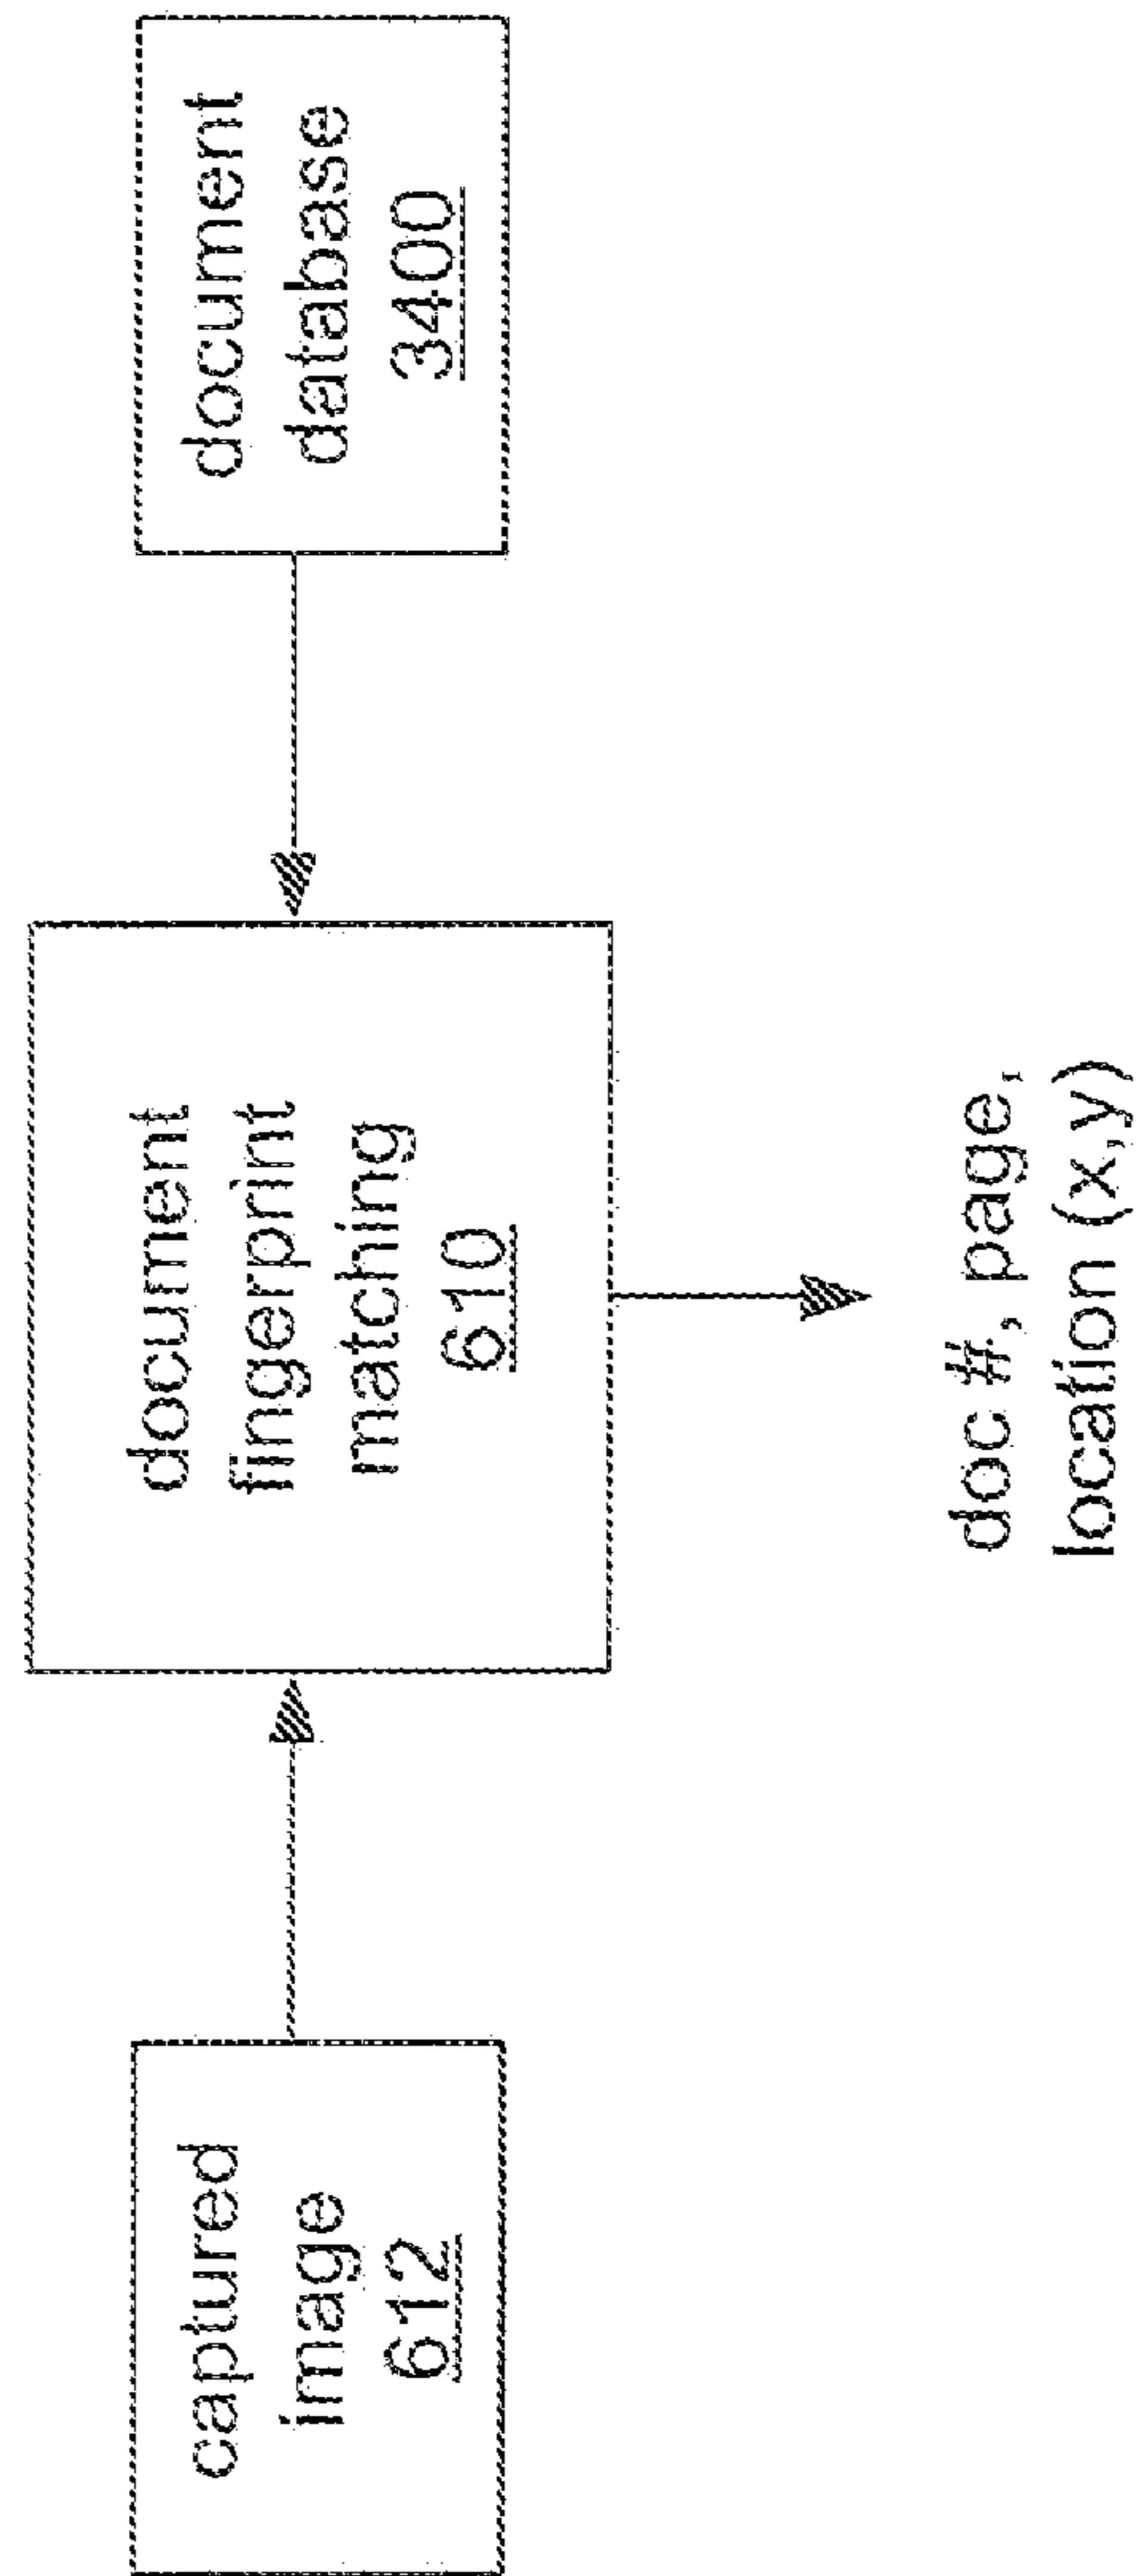 captured
image
612
document
fingerprint
matching
610
document
database
3400
doc #, page,
location (x,y)